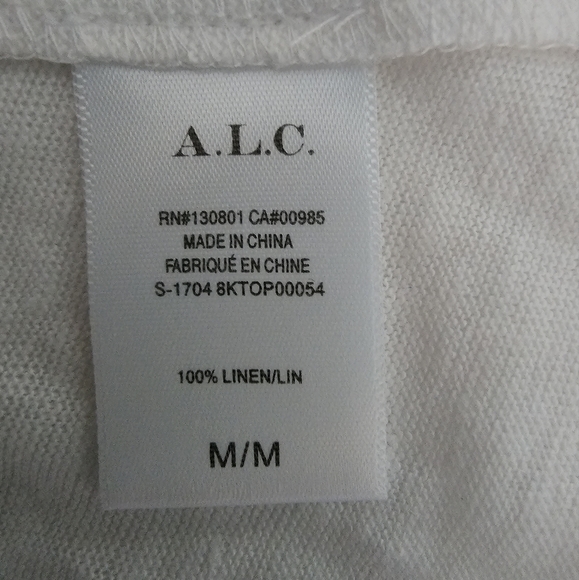 A.L.C.
RN#130801 CA#00985
MADE IN CHINA
FABRIQUÉ EN CHINE
S-1704 8KTOP00054
100% LINEN/LIN
M/M